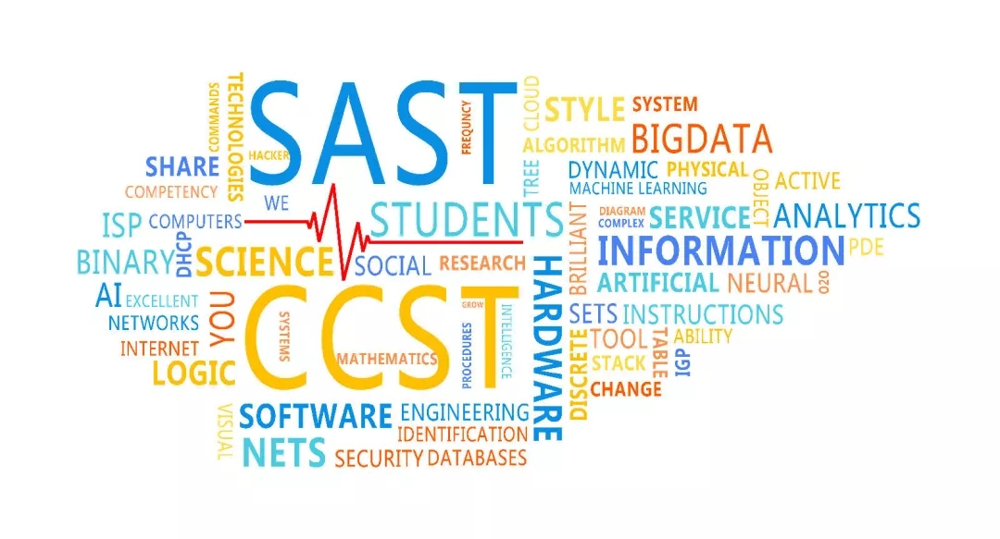 COMMANDS
TECHNOLOGIES
SAST
HACKER
FREQUNCY
CLOUD
STYLE
SYSTEM
ALGORITHM
BIGDATA
SHARE
COMPETENCY
WE
TREE
DYNAMIC
PHYSICAL
MACHINE LEARNING
OBJECT
ACTIVE
ISP
COMPUTERS
STUDENTS
BRILLIANT
DIAGRAM
COMPLEX
SERVICE
ANALYTICS
BINARY
DHCP
SCIENCE
SOCIAL
RESEARCH
INFORMATION
PDE
ARTIFICIAL
NEURAL
O2O
AI
EXCELLENT
YOU
CCST
SYSTEMS
MATHEMATICS
GROW
PROCEDURES
INTELLIGENCE
HARDWARE
SETS
INSTRUCTIONS
NETWORKS
INTERNET
LOGIC
DISCRETE
TOOL
STACK
TABLE
ABILITY
IGP
CHANGE
VISUAL
SOFTWARE
ENGINEERING
IDENTIFICATION
NETS
SECURITY
DATABASES